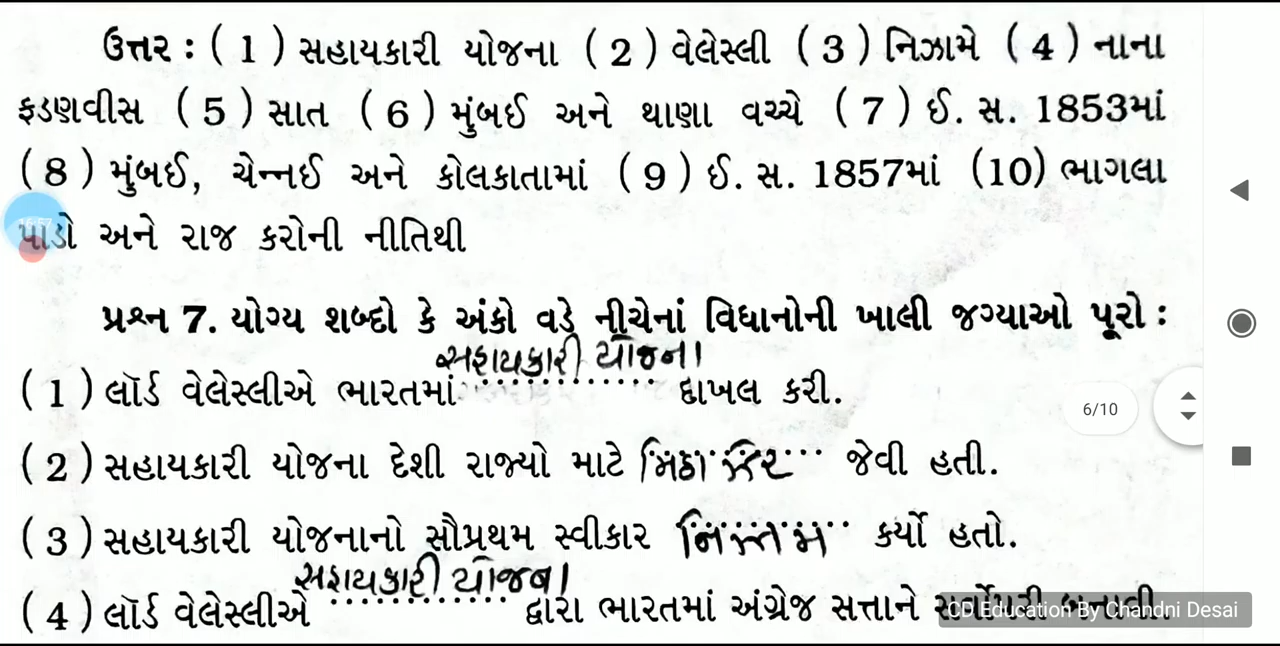 ઉત્તર : ( 1 ) સહાયકારી યોજના ( 2 ) વેલેસ્લી ( 3 ) નિઝામે ( 4 ) નાના
ફડણવીસ ( 5 ) સાત ( 6 ) મુંબઈ અને થાણા વચ્ચે ( 7 ) ઈ. સ. 1853માં
( 8 ) મુંબઈ, ચેન્નઈ અને કોલકાતામાં ( 9 ) ઈ. સ. 1857માં (10) ભાગલા
પાડો અને રાજ કરોની નીતિથી
પ્રશ્ન 7. યોગ્ય શબ્દો કે અંકો વડે નીચેનાં વિધાનોની ખાલી જગ્યાઓ પૂરો :
સહાયકારી યોજના
( 1 ) લૉર્ડ વેલેસ્લીએ ભારતમાં ............ દાખલ કરી.
6/10
( 2 ) સહાયકારી યોજના દેશી રાજ્યો માટે મિઠા ઝેર જેવી હતી.
( 3 ) સહાયકારી યોજનાનો સૌપ્રથમ સ્વીકાર ............ કર્યો હતો.
સહાયકારી યોજના
( 4 ) લૉર્ડ વેલેસ્લીએ ............ દ્વારા ભારતમાં અંગ્રેજ સત્તાને સર્વોપરી બનાવી.
CD Education By Chandni Desai